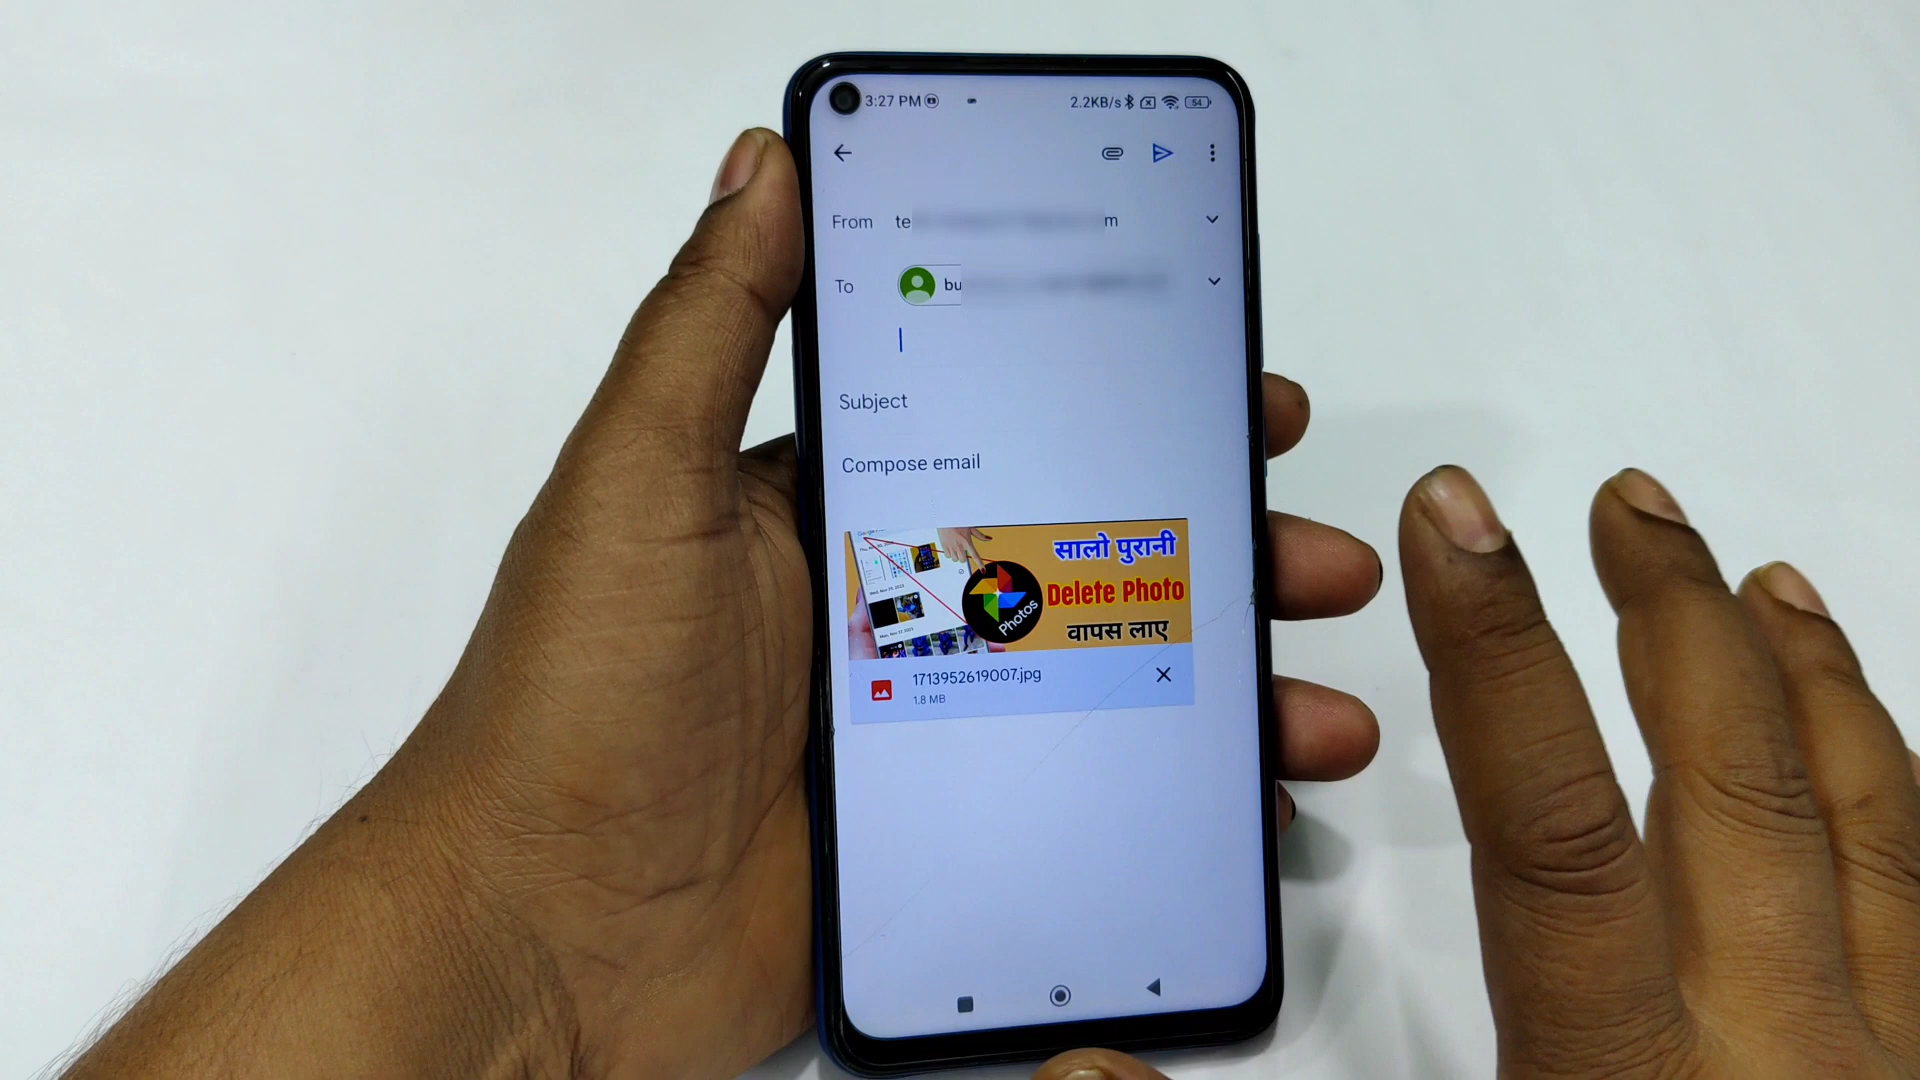 3:27 PM
2.2KB/s
54
From te m
To bu
Subject
Compose email
सालो पुरानी
Delete Photo
वापस लाए
Photos
1713952619007.jpg
1.8 MB